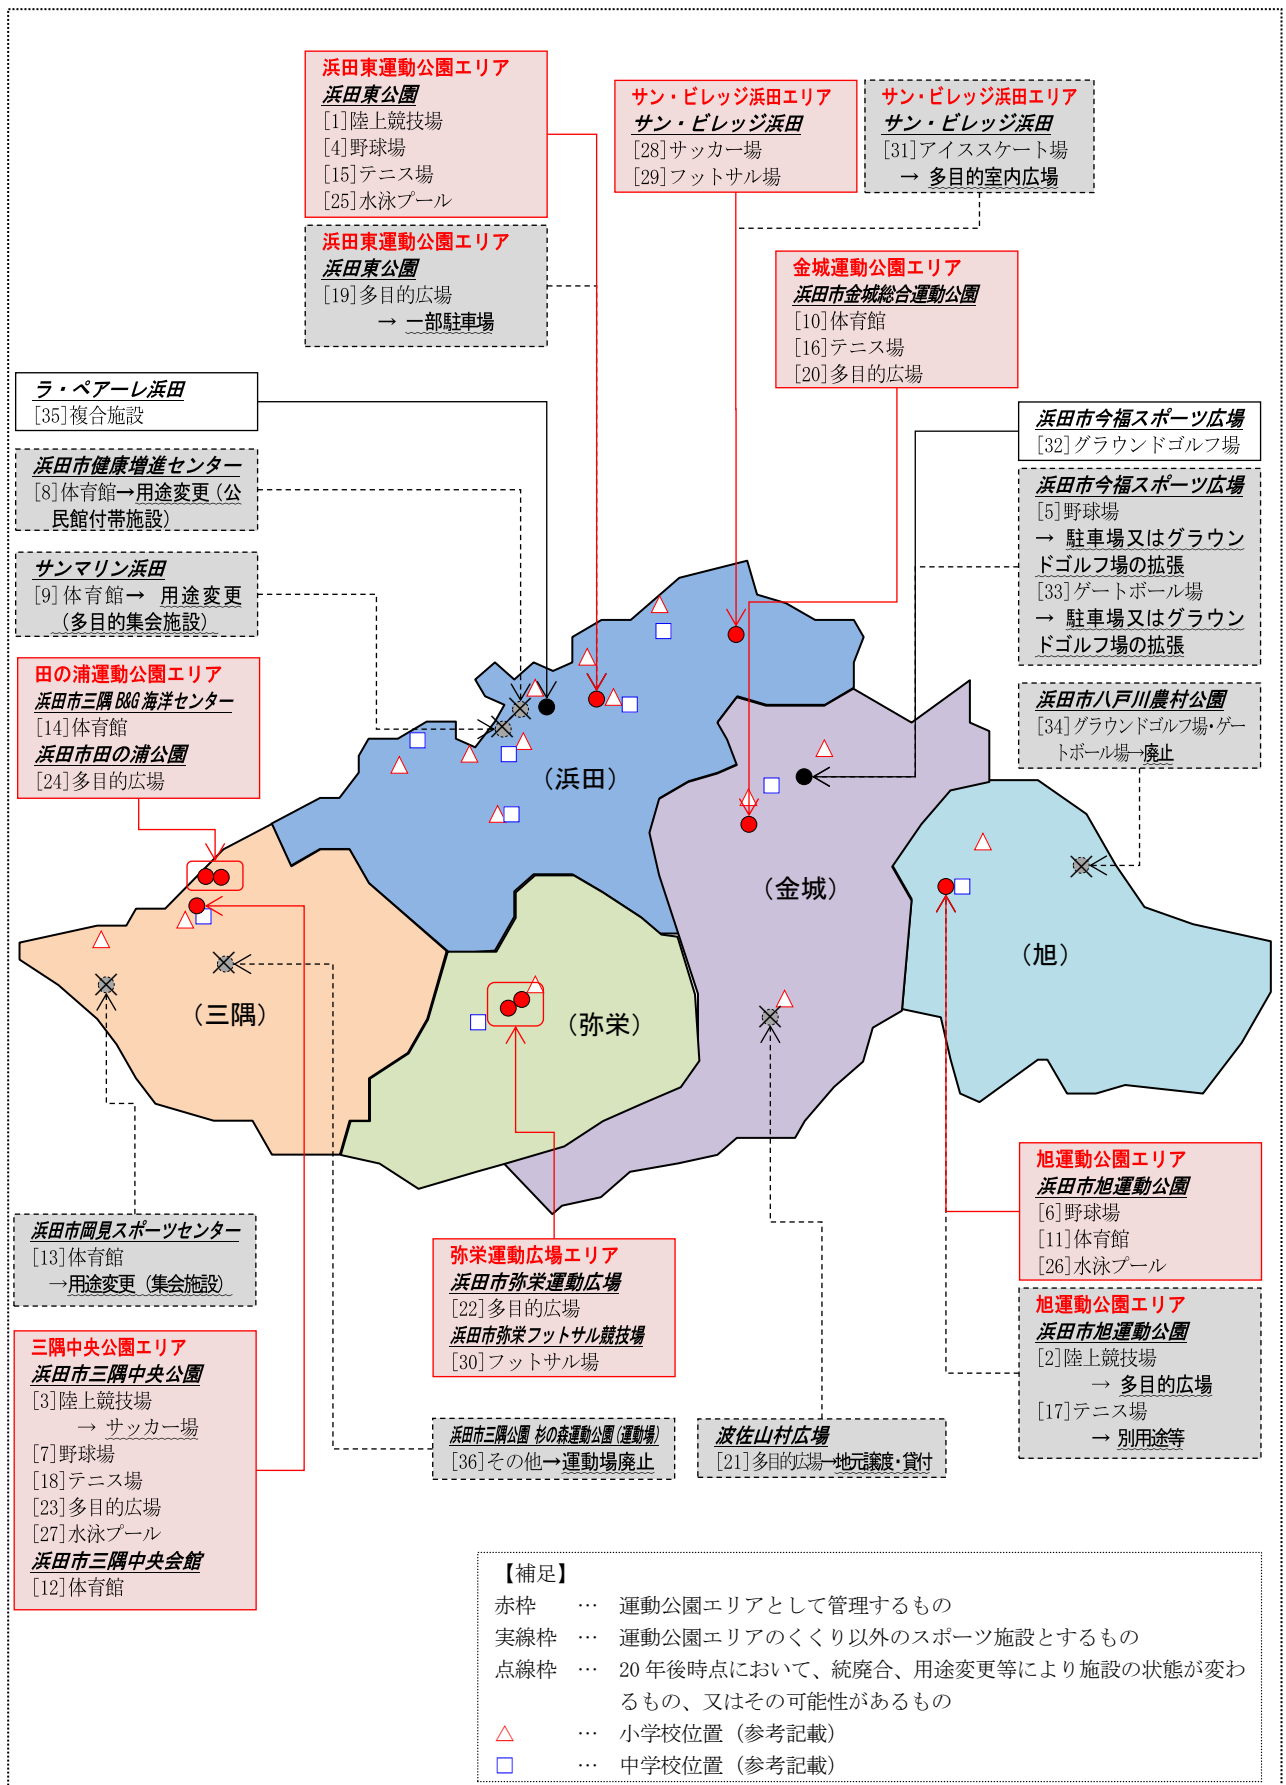 浜田東運動公園エリア
浜田東公園
[1]陸上競技場
[4]野球場
[15]テニス場
[25]水泳プール
サン・ビレッジ浜田エリア
サン・ビレッジ浜田
[28]サッカー場
[29]フットサル場
サン・ビレッジ浜田エリア
サン・ビレッジ浜田
[31]アイススケート場
→ 多目的室内広場
浜田東運動公園エリア
浜田東公園
[19]多目的広場
→ 一部駐車場
金城運動公園エリア
浜田市金城総合運動公園
[10]体育館
[16]テニス場
[20]多目的広場
ラ・ペアーレ浜田
[35]複合施設
浜田市今福スポーツ広場
[32]グラウンドゴルフ場
浜田市健康増進センター
[8]体育館→用途変更（公
民館付帯施設）
浜田市今福スポーツ広場
[5]野球場
→ 駐車場又はグラウン
ドゴルフ場の拡張
[33]ゲートボール場
→ 駐車場又はグラウン
ドゴルフ場の拡張
サンマリン浜田
[9]体育館→ 用途変更
（多目的集会施設）
田の浦運動公園エリア
浜田市三隅B&G海洋センター
[14]体育館
浜田市田の浦公園
[24]多目的広場
浜田市八戸川農村公園
[34]グラウンドゴルフ場・ゲー
トボール場→廃止
（浜田）
（金城）
（旭）
（三隅）
（弥栄）
旭運動公園エリア
浜田市旭運動公園
[6]野球場
[11]体育館
[26]水泳プール
浜田市岡見スポーツセンター
[13]体育館
→用途変更（集会施設）
弥栄運動広場エリア
浜田市弥栄運動広場
[22]多目的広場
浜田市弥栄フットサル競技場
[30]フットサル場
旭運動公園エリア
浜田市旭運動公園
[2]陸上競技場
→ 多目的広場
[17]テニス場
→ 別用途等
三隅中央公園エリア
浜田市三隅中央公園
[3]陸上競技場
→ サッカー場
[7]野球場
[18]テニス場
[23]多目的広場
[27]水泳プール
浜田市三隅中央会館
[12]体育館
浜田市三隅公園 杉の森運動公園（運動場）
[36]その他→運動場廃止
波佐山村広場
[21]多目的広場→地元譲渡・貸付
【補足】
赤枠 … 運動公園エリアとして管理するもの
実線枠 … 運動公園エリアのくくり以外のスポーツ施設とするもの
点線枠 … 20年後時点において、統廃合、用途変更等により施設の状態が変わ
るもの、又はその可能性があるもの
△ … 小学校位置（参考記載）
□ … 中学校位置（参考記載）